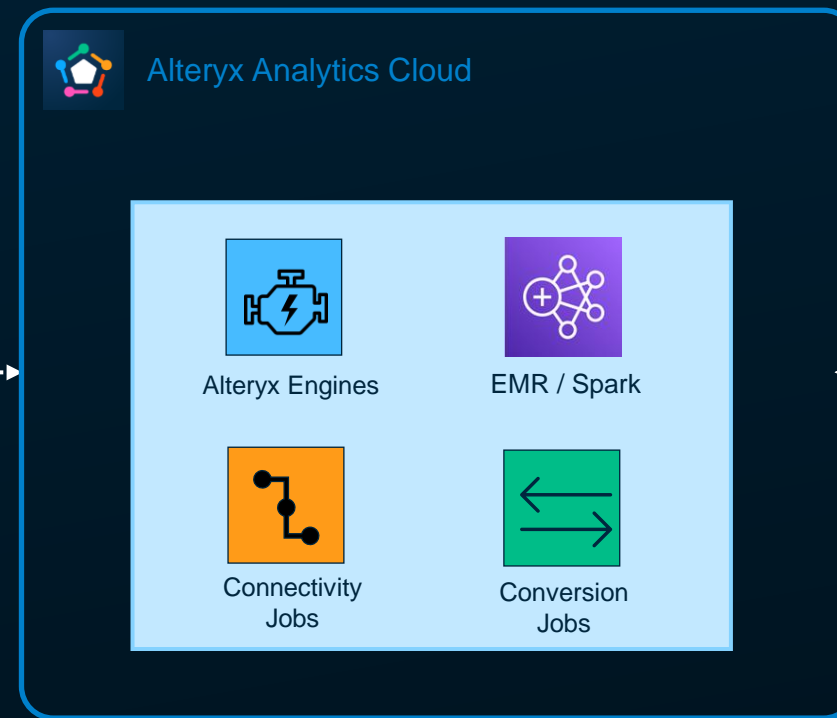 Alteryx Analytics Cloud
Alteryx Engines
EMR / Spark
Connectivity
Jobs
Conversion
Jobs